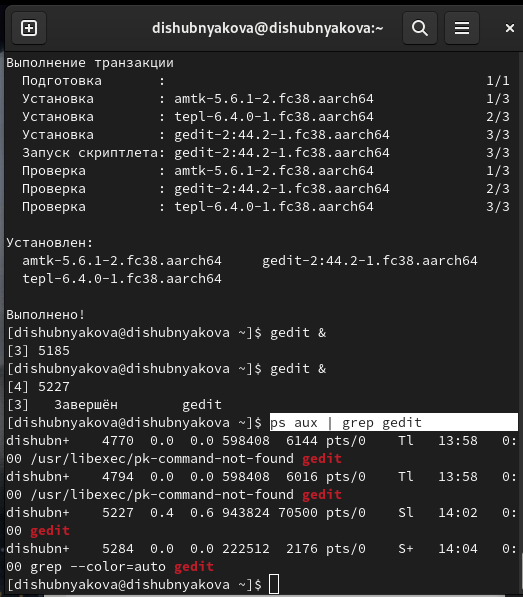 dishubnyakova@dishubnyakova:~
Выполнение транзакции
  Подготовка       :                                        1/1
  Установка        : amtk-5.6.1-2.fc38.aarch64              1/3
  Установка        : tepl-6.4.0-1.fc38.aarch64              2/3
  Установка        : gedit-2:44.2-1.fc38.aarch64            3/3
  Запуск скриптлета: gedit-2:44.2-1.fc38.aarch64            3/3
  Проверка         : amtk-5.6.1-2.fc38.aarch64              1/3
  Проверка         : gedit-2:44.2-1.fc38.aarch64            2/3
  Проверка         : tepl-6.4.0-1.fc38.aarch64              3/3
Установлен:
  amtk-5.6.1-2.fc38.aarch64     gedit-2:44.2-1.fc38.aarch64
  tepl-6.4.0-1.fc38.aarch64
Выполнено!
[dishubnyakova@dishubnyakova ~]$ gedit &
[3] 5185
[dishubnyakova@dishubnyakova ~]$ gedit &
[4] 5227
[3]   Завершён        gedit
[dishubnyakova@dishubnyakova ~]$ ps aux | grep gedit
dishubn+    4770  0.0  0.0 598408  6144 pts/0    Tl   13:58   0:
00 /usr/libexec/pk-command-not-found gedit
dishubn+    4794  0.0  0.0 598408  6016 pts/0    Tl   13:58   0:
00 /usr/libexec/pk-command-not-found gedit
dishubn+    5227  0.4  0.6 943824 70500 pts/0    Sl   14:02   0:
00 gedit
dishubn+    5284  0.0  0.0 222512  2176 pts/0    S+   14:04   0:
00 grep --color=auto gedit
[dishubnyakova@dishubnyakova ~]$